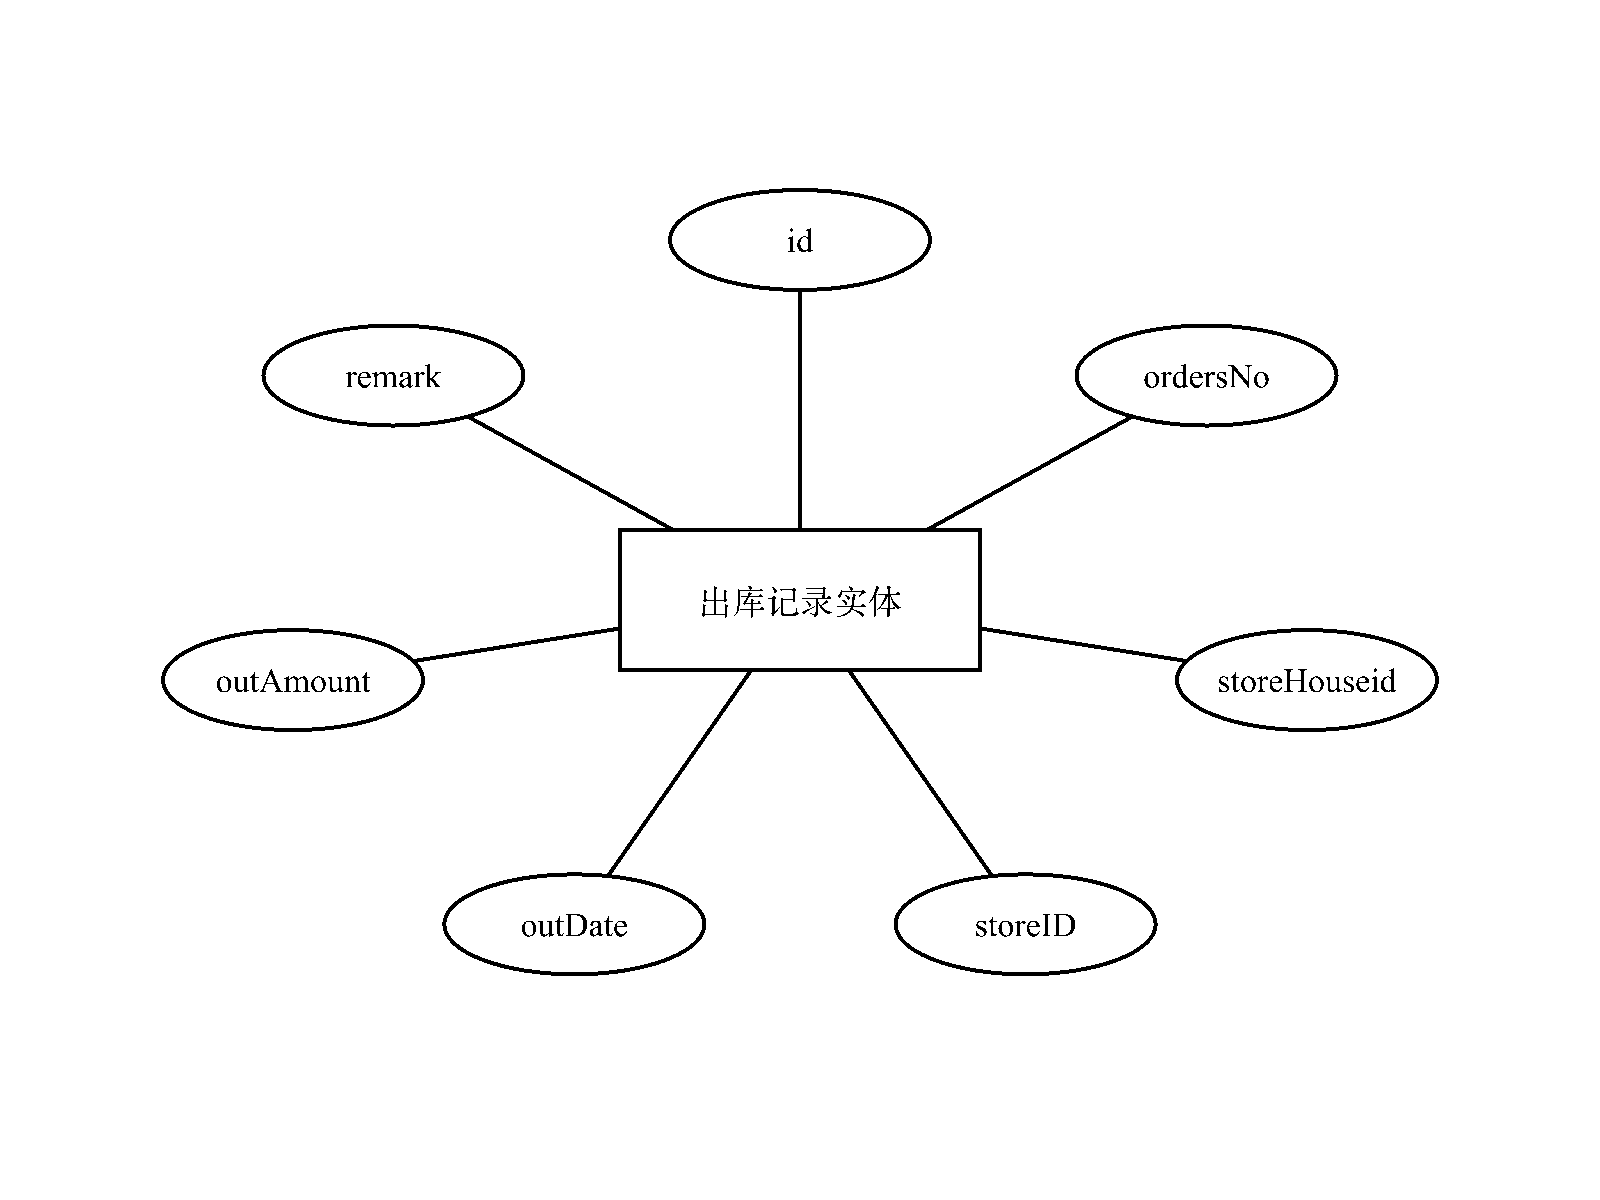 id
remark
ordersNo
出库记录实体
outAmount
storeHouseid
outDate
storeID